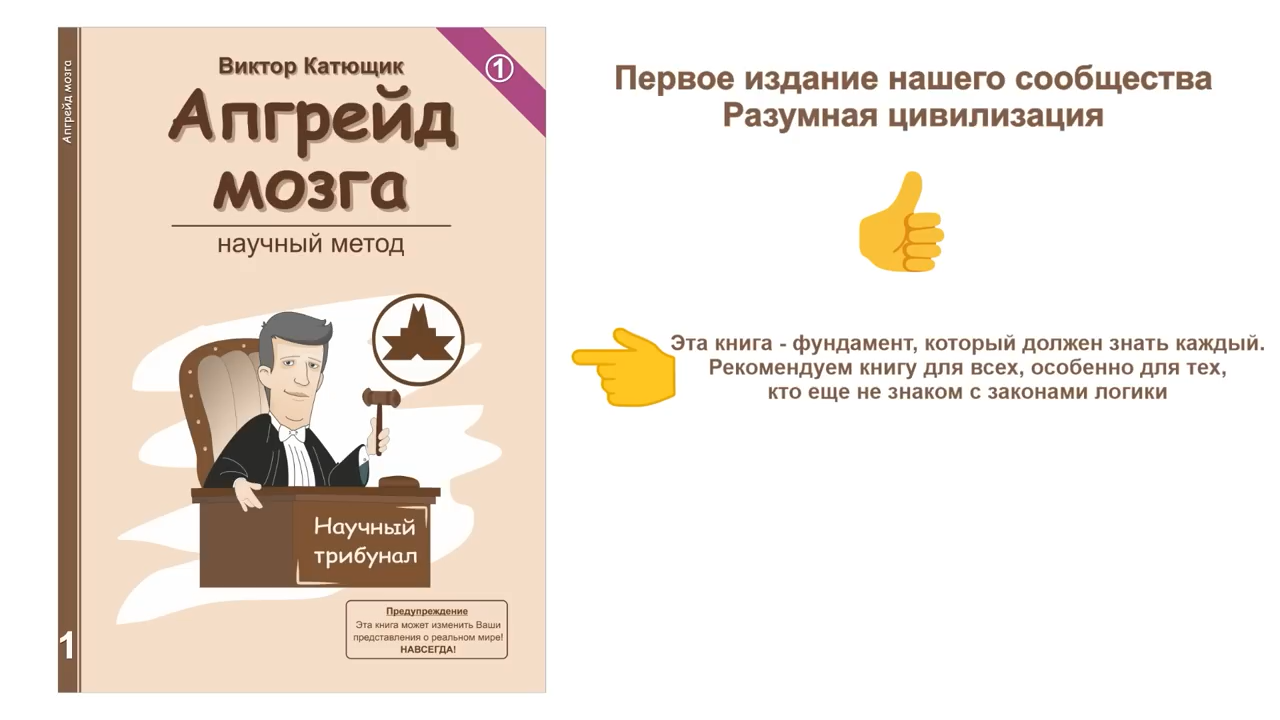 Апгрейд мозга
1
Виктор Катющик
1
Апгрейд
мозга
научный метод
Научный
трибунал
Предупреждение
Эта книга может изменить Ваши
представления о реальном мире!
НАВСЕГДА!
Первое издание нашего сообщества
Разумная цивилизация
Эта книга - фундамент, который должен знать каждый.
Рекомендуем книгу для всех, особенно для тех,
кто еще не знаком с законами логики